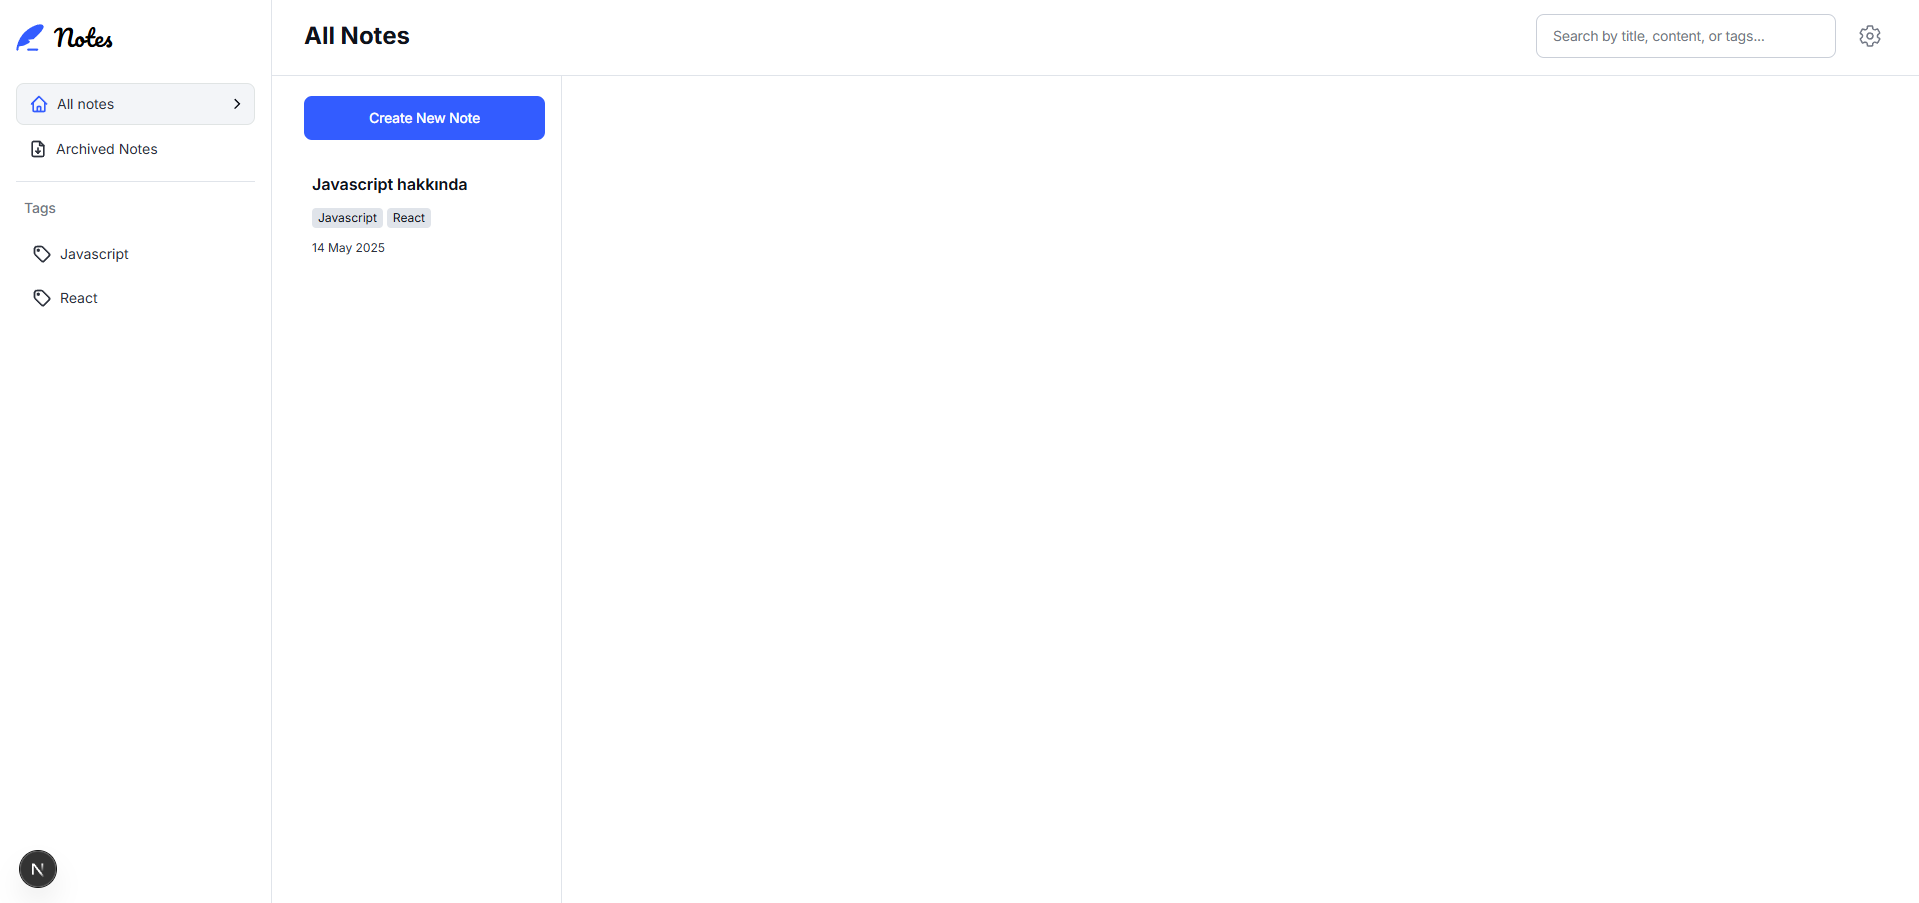 Notes
All notes
Archived Notes
Tags
Javascript
React
All Notes
Search by title, content, or tags...
Create New Note
Javascript hakkında
Javascript React
14 May 2025
N